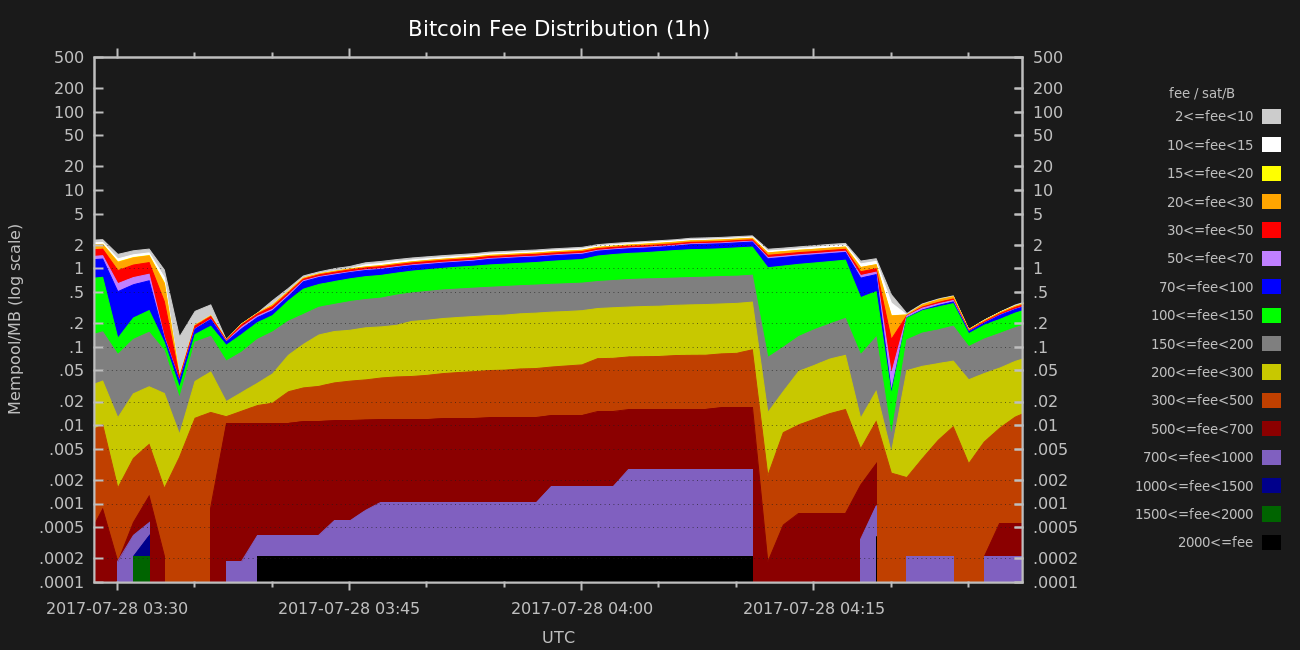 Bitcoin Fee Distribution (1h)
Mempool/MB (log scale)
500
200
100
50
20
10
5
2
1
.5
.2
.1
.05
.02
.01
.005
.002
.001
.0005
.0002
.0001
500
200
100
50
20
10
5
2
1
.5
.2
.1
.05
.02
.01
.005
.002
.001
.0005
.0002
.0001
2017-07-28 03:30
2017-07-28 03:45
2017-07-28 04:00
2017-07-28 04:15
UTC
fee / sat/B
2<=fee<10
10<=fee<15
15<=fee<20
20<=fee<30
30<=fee<50
50<=fee<70
70<=fee<100
100<=fee<150
150<=fee<200
200<=fee<300
300<=fee<500
500<=fee<700
700<=fee<1000
1000<=fee<1500
1500<=fee<2000
2000<=fee